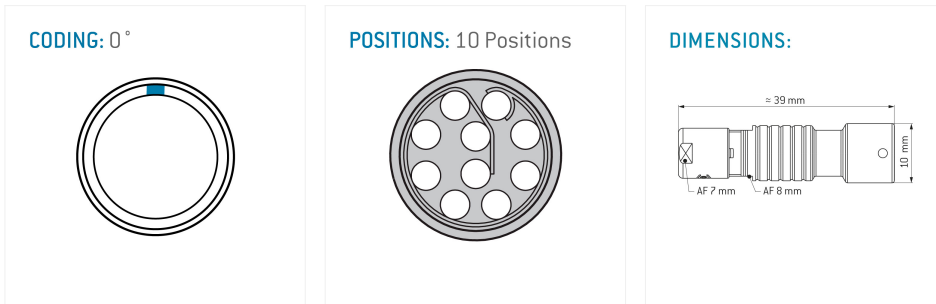 CODING: 0°
POSITIONS: 10 Positions
DIMENSIONS:
≈ 39 mm
10 mm
AF 7 mm
AF 8 mm